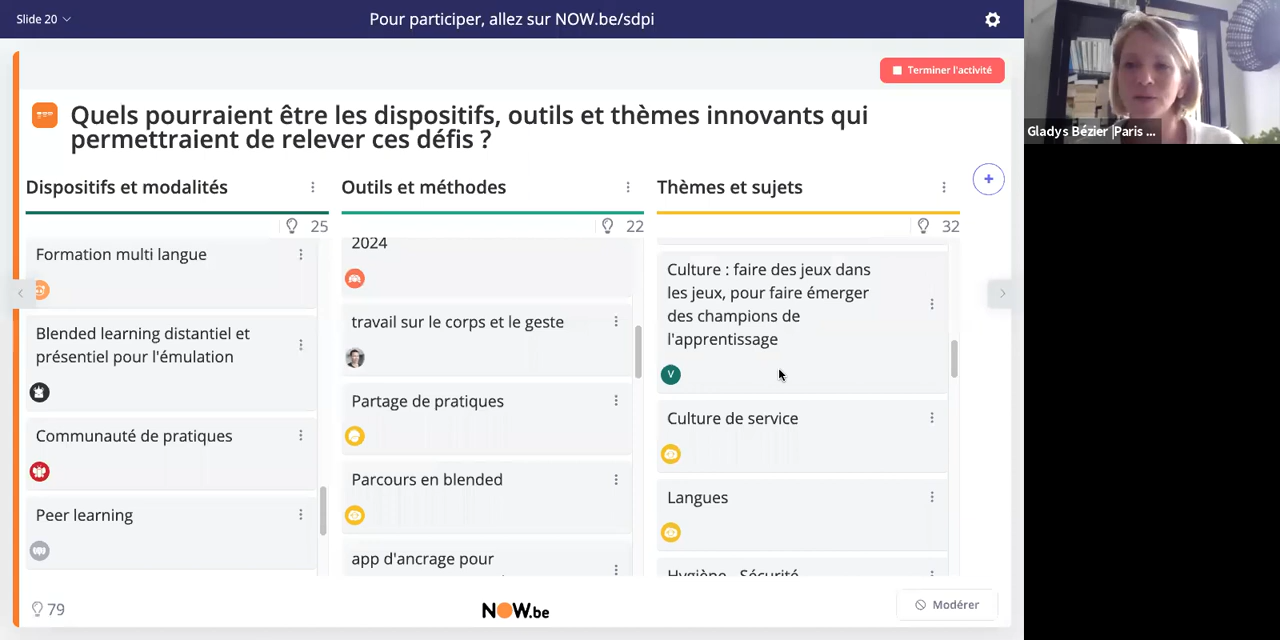 Slide 20
Pour participer, allez sur NOW.be/sdpi
Terminer l'activité
Quels pourraient être les dispositifs, outils et thèmes innovants qui
permettraient de relever ces défis ?
Dispositifs et modalités
25
Formation multi langue
Blended learning distantiel et
présentiel pour l'émulation
Communauté de pratiques
Peer learning
Outils et méthodes
22
2024
travail sur le corps et le geste
Partage de pratiques
Parcours en blended
app d'ancrage pour
Thèmes et sujets
32
Culture : faire des jeux dans
les jeux, pour faire émerger
des champions de
l'apprentissage
V
Culture de service
Langues
Hygiène - Sécurité
79
NOW.be
Modérer
Gladys Bézier |Paris ...